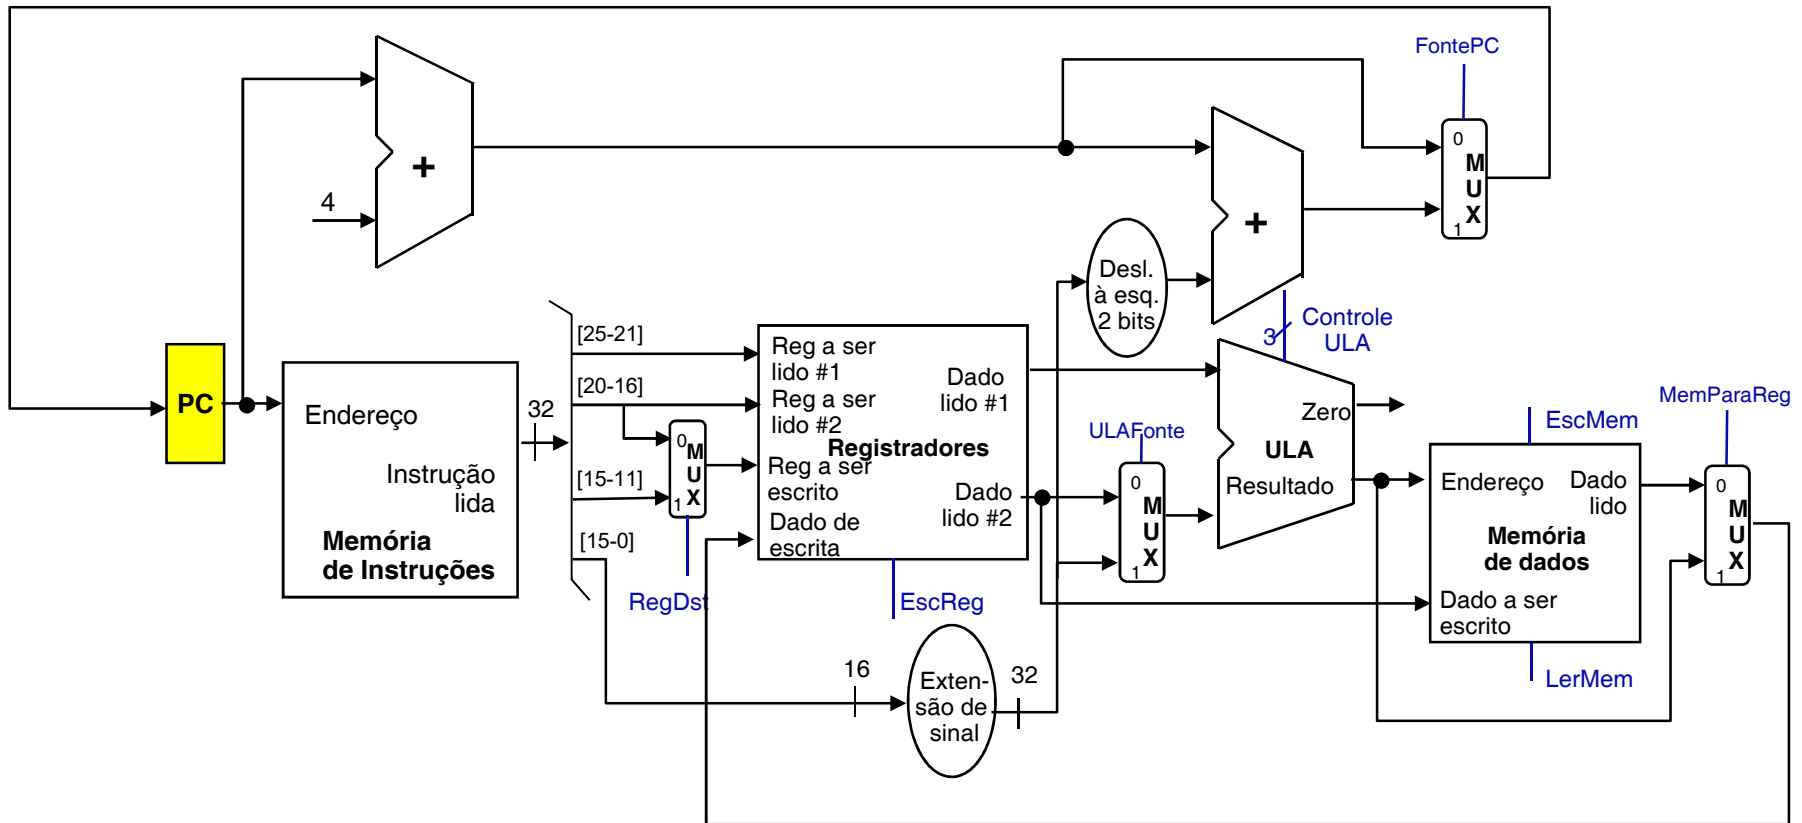 FontePC
0
M
U
X
1
+
4
+
Desl.
à esq.
2 bits
3
Controle
ULA
PC
Endereço
Instrução
lida
Memória
de Instruções
32
[25-21]
[20-16]
[15-11]
[15-0]
0
M
U
X
1
RegDst
Reg a ser
lido #1
Reg a ser
lido #2
Registradores
Reg a ser
escrito
Dado de
escrita
Dado
lido #1
Dado
lido #2
EscReg
16
Exten-
são de
sinal
32
ULAFonte
0
M
U
X
1
Zero
ULA
Resultado
EscMem
Endereço
Dado
lido
Memória
de dados
Dado a ser
escrito
LerMem
MemParaReg
0
M
U
X
1